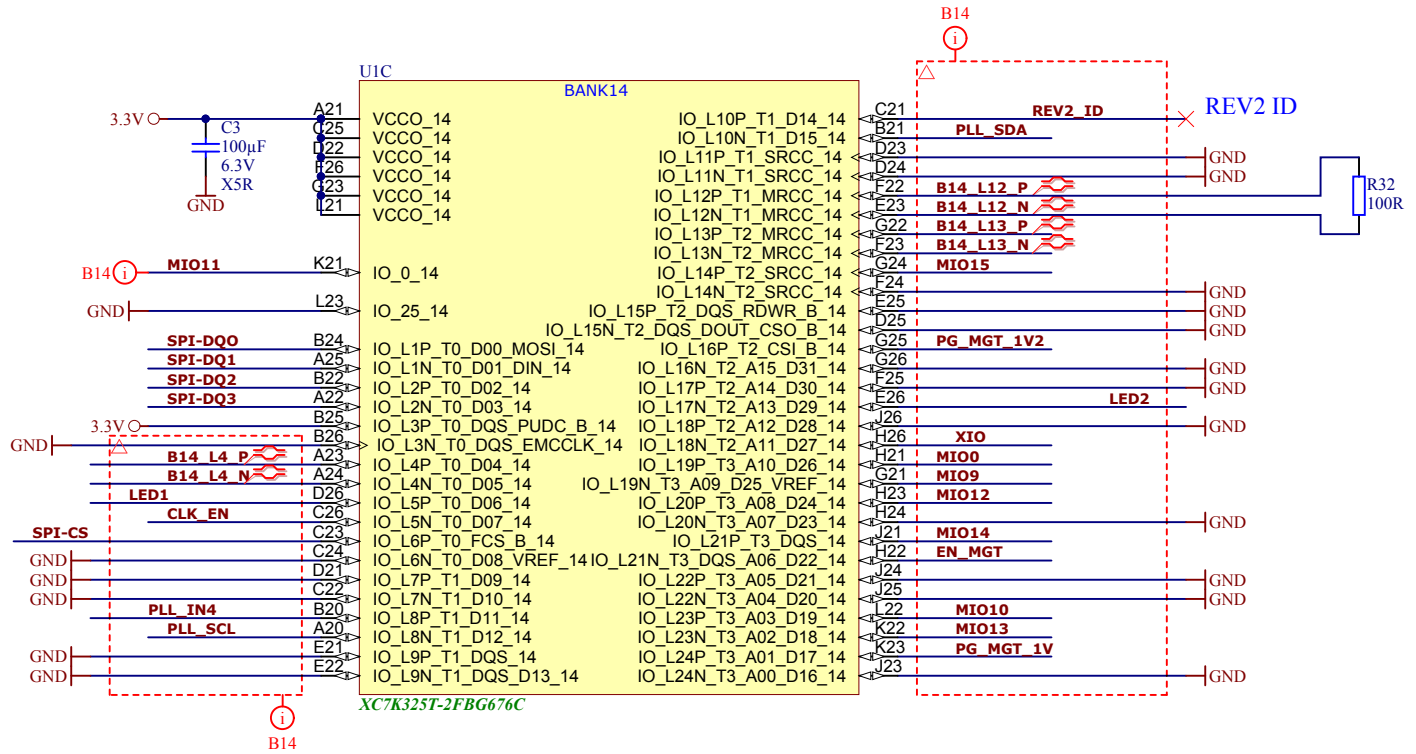 B14
U1C
BANK14
3.3V
A21 VCCO_14 IO_L10P_T1_D14_14 C21 REV2_ID REV2 ID
C3
C25 VCCO_14 IO_L10N_T1_D15_14 B21 PLL_SDA
100µF
D22 VCCO_14 IO_L11P_T1_SRCC_14 D23 GND
6.3V
F26 VCCO_14 IO_L11N_T1_SRCC_14 D24 GND
X5R
G23 VCCO_14 IO_L12P_T1_MRCC_14 F22 B14_L12_P R32
GND
L21 VCCO_14 IO_L12N_T1_MRCC_14 E23 B14_L12_N 100R
IO_L13P_T2_MRCC_14 G22 B14_L13_P
IO_L13N_T2_MRCC_14 F23 B14_L13_N
B14 MIO11 K21 IO_0_14 IO_L14P_T2_SRCC_14 G24 MIO15
IO_L14N_T2_SRCC_14 F24 GND
GND L23 IO_25_14 IO_L15P_T2_DQS_RDWR_B_14 E25 GND
IO_L15N_T2_DQS_DOUT_CSO_B_14 D25 GND
SPI-DQ0 B24 IO_L1P_T0_D00_MOSI_14 IO_L16P_T2_CSI_B_14 G25 PG_MGT_1V2
SPI-DQ1 A25 IO_L1N_T0_D01_DIN_14 IO_L16N_T2_A15_D31_14 G26 GND
SPI-DQ2 B22 IO_L2P_T0_D02_14 IO_L17P_T2_A14_D30_14 F25 GND
SPI-DQ3 A22 IO_L2N_T0_D03_14 IO_L17N_T2_A13_D29_14 E26 LED2
3.3V B25 IO_L3P_T0_DQS_PUDC_B_14 IO_L18P_T2_A12_D28_14 J26 GND
GND B26 IO_L3N_T0_DQS_EMCCLK_14 IO_L18N_T2_A11_D27_14 H26 XIO
B14_L4_P A23 IO_L4P_T0_D04_14 IO_L19P_T3_A10_D26_14 H21 MIO0
B14_L4_N A24 IO_L4N_T0_D05_14 IO_L19N_T3_A09_D25_VREF_14 G21 MIO9
LED1 D26 IO_L5P_T0_D06_14 IO_L20P_T3_A08_D24_14 H23 MIO12
CLK_EN C26 IO_L5N_T0_D07_14 IO_L20N_T3_A07_D23_14 H24 GND
SPI-CS C23 IO_L6P_T0_FCS_B_14 IO_L21P_T3_DQS_14 J21 MIO14
GND C24 IO_L6N_T0_D08_VREF_14 IO_L21N_T3_DQS_A06_D22_14 H22 EN_MGT
GND D21 IO_L7P_T1_D09_14 IO_L22P_T3_A05_D21_14 J24 GND
GND C22 IO_L7N_T1_D10_14 IO_L22N_T3_A04_D20_14 J25 GND
PLL_IN4 B20 IO_L8P_T1_D11_14 IO_L23P_T3_A03_D19_14 L22 MIO10
PLL_SCL A20 IO_L8N_T1_D12_14 IO_L23N_T3_A02_D18_14 K22 MIO13
GND E21 IO_L9P_T1_DQS_14 IO_L24P_T3_A01_D17_14 K23 PG_MGT_1V
GND E22 IO_L9N_T1_DQS_D13_14 IO_L24N_T3_A00_D16_14 J23 GND
XC7K325T-2FBG676C
B14